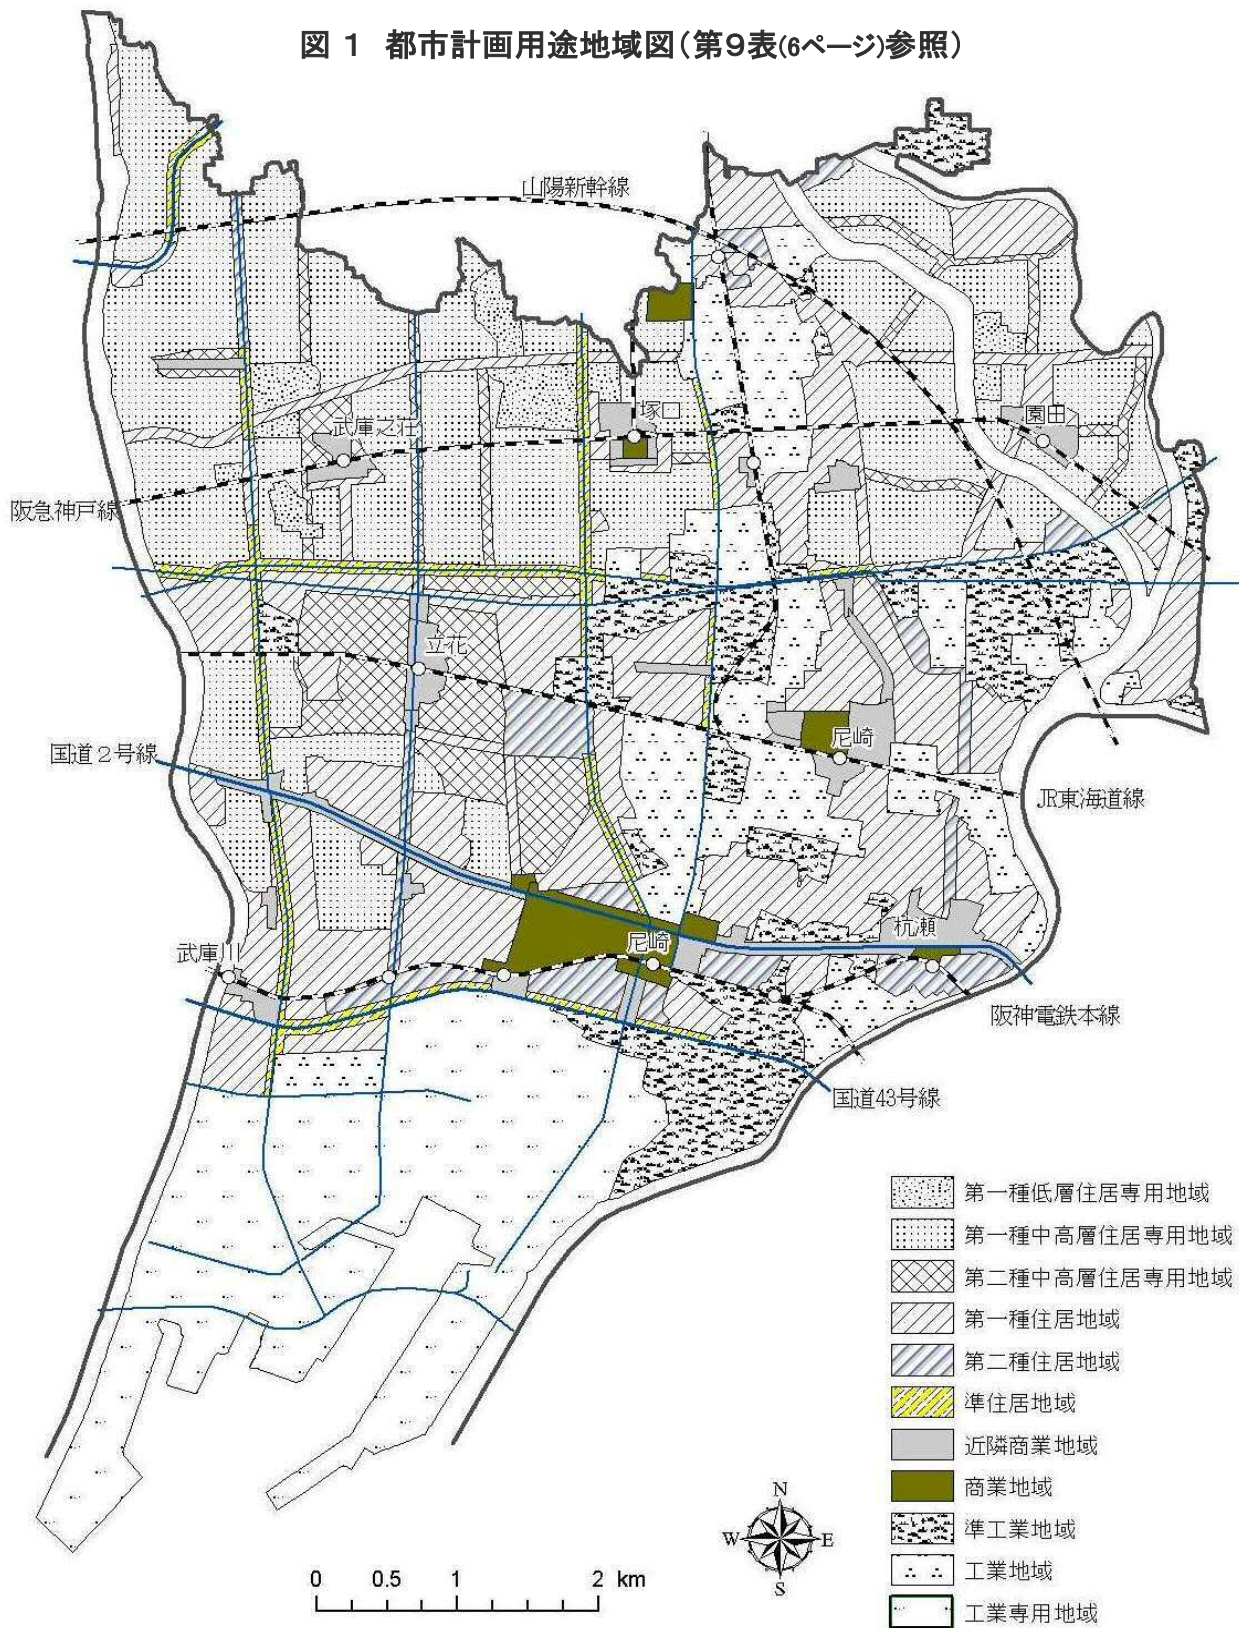 図 1 都市計画用途地域図(第9表(6ページ)参照)
山陽新幹線
塚口
園田
武庫之荘
阪急神戸線
立花
国道2号線
尼崎
JR東海道線
杭瀬
尼崎
武庫川
阪神電鉄本線
国道43号線
第一種低層住居専用地域
第一種中高層住居専用地域
第二種中高層住居専用地域
第一種住居地域
第二種住居地域
準住居地域
近隣商業地域
商業地域
準工業地域
工業地域
工業専用地域
N
W E
S
0 0.5 1 2 km